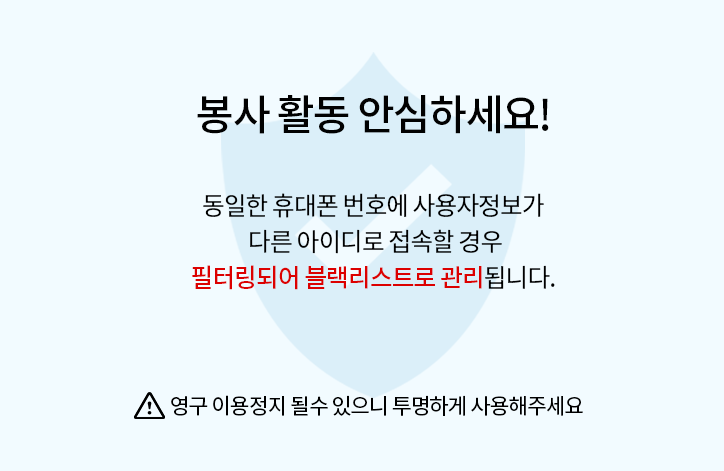 봉사 활동 안심하세요!
동일한 휴대폰 번호에 사용자정보가
다른 아이디로 접속할 경우
필터링되어 블랙리스트로 관리됩니다.
영구 이용정지 될수 있으니 투명하게 사용해주세요